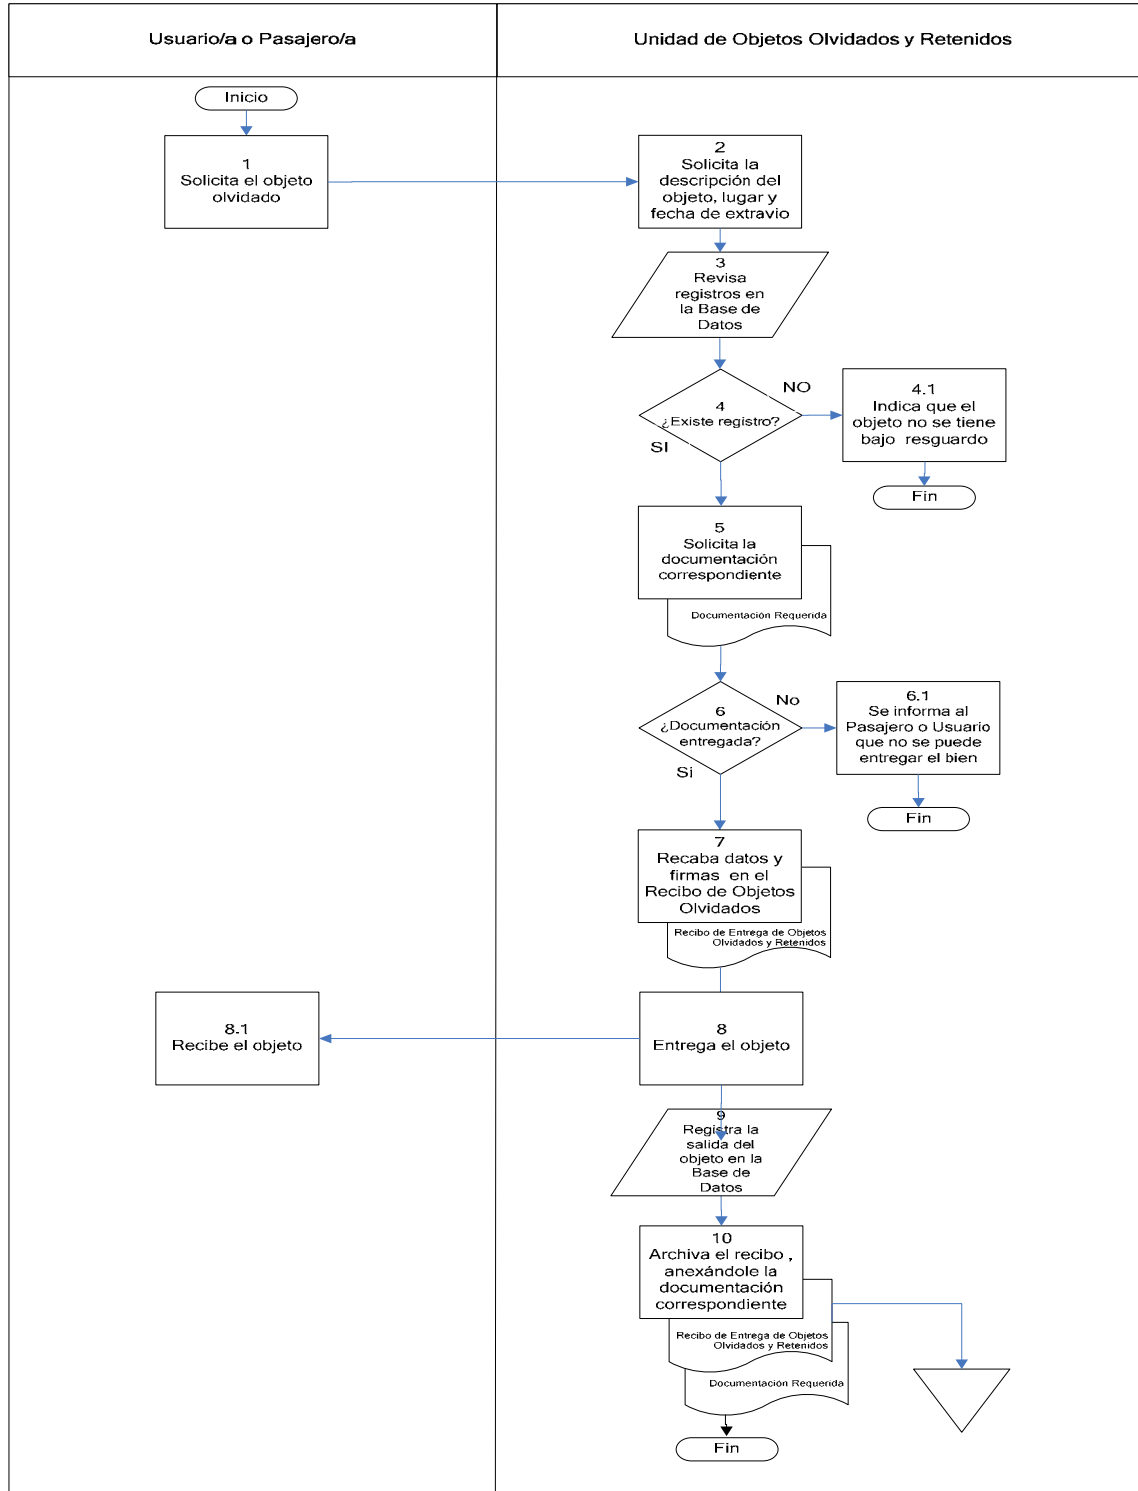 Usuario/a o Pasajero/a
Unidad de Objetos Olvidados y Retenidos
Inicio
1
Solicita el objeto
olvidado
2
Solicita la
descripción del
objeto, lugar y
fecha de extravio
3
Revisa
registros en
la Base de
Datos
4
¿Existe registro?
NO
SI
4.1
Indica que el
objeto no se tiene
bajo resguardo
Fin
5
Solicita la
documentación
correspondiente
Documentación Requerida
6
¿Documentación
entregada?
No
Si
6.1
Se informa al
Pasajero o Usuario
que no se puede
entregar el bien
Fin
7
Recaba datos y
firmas en el
Recibo de Objetos
Olvidados
Recibo de Entrega de Objetos
Olvidados y Retenidos
8
Entrega el objeto
8.1
Recibe el objeto
9
Registra la
salida del
objeto en la
Base de
Datos
10
Archiva el recibo ,
anexándole la
documentación
correspondiente
Recibo de Entrega de Objetos
Olvidados y Retenidos
Documentación Requerida
Fin